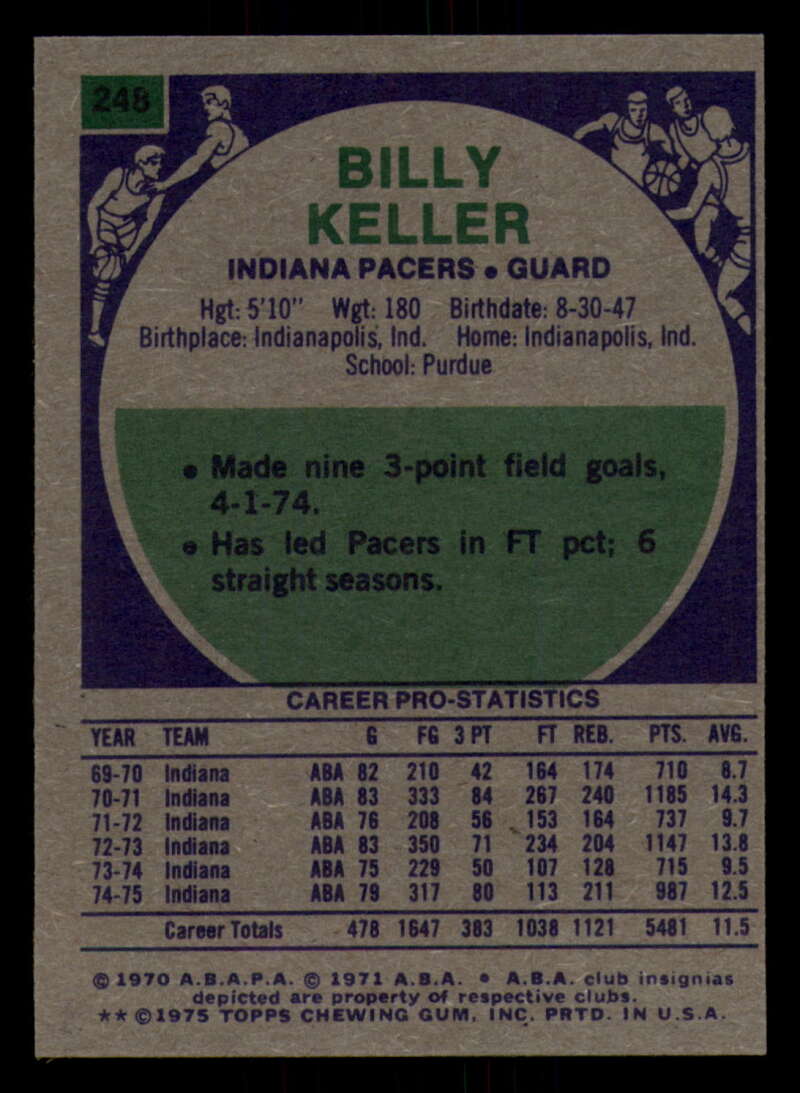 248
BILLY
KELLER
INDIANA PACERS • GUARD
Hgt: 5'10" Wgt: 180 Birthdate: 8-30-47
Birthplace: Indianapolis, Ind. Home: Indianapolis, Ind.
School: Purdue
• Made nine 3-point field goals,
4-1-74.
• Has led Pacers in FT pct; 6
straight seasons.
CAREER PRO-STATISTICS
YEAR TEAM G FG 3 PT FT REB. PTS. AVG.
69-70 Indiana ABA 82 210 42 164 174 710 8.7
70-71 Indiana ABA 83 333 84 267 240 1185 14.3
71-72 Indiana ABA 76 208 56 153 164 737 9.7
72-73 Indiana ABA 83 350 71 234 204 1147 13.8
73-74 Indiana ABA 75 229 50 107 128 715 9.5
74-75 Indiana ABA 79 317 80 113 211 987 12.5
Career Totals 478 1647 383 1038 1121 5481 11.5
© 1970 A.B.A.P.A. © 1971 A.B.A. • A.B.A. club insignias
depicted are property of respective clubs.
** © 1975 TOPPS CHEWING GUM, INC. PRTD. IN U.S.A.